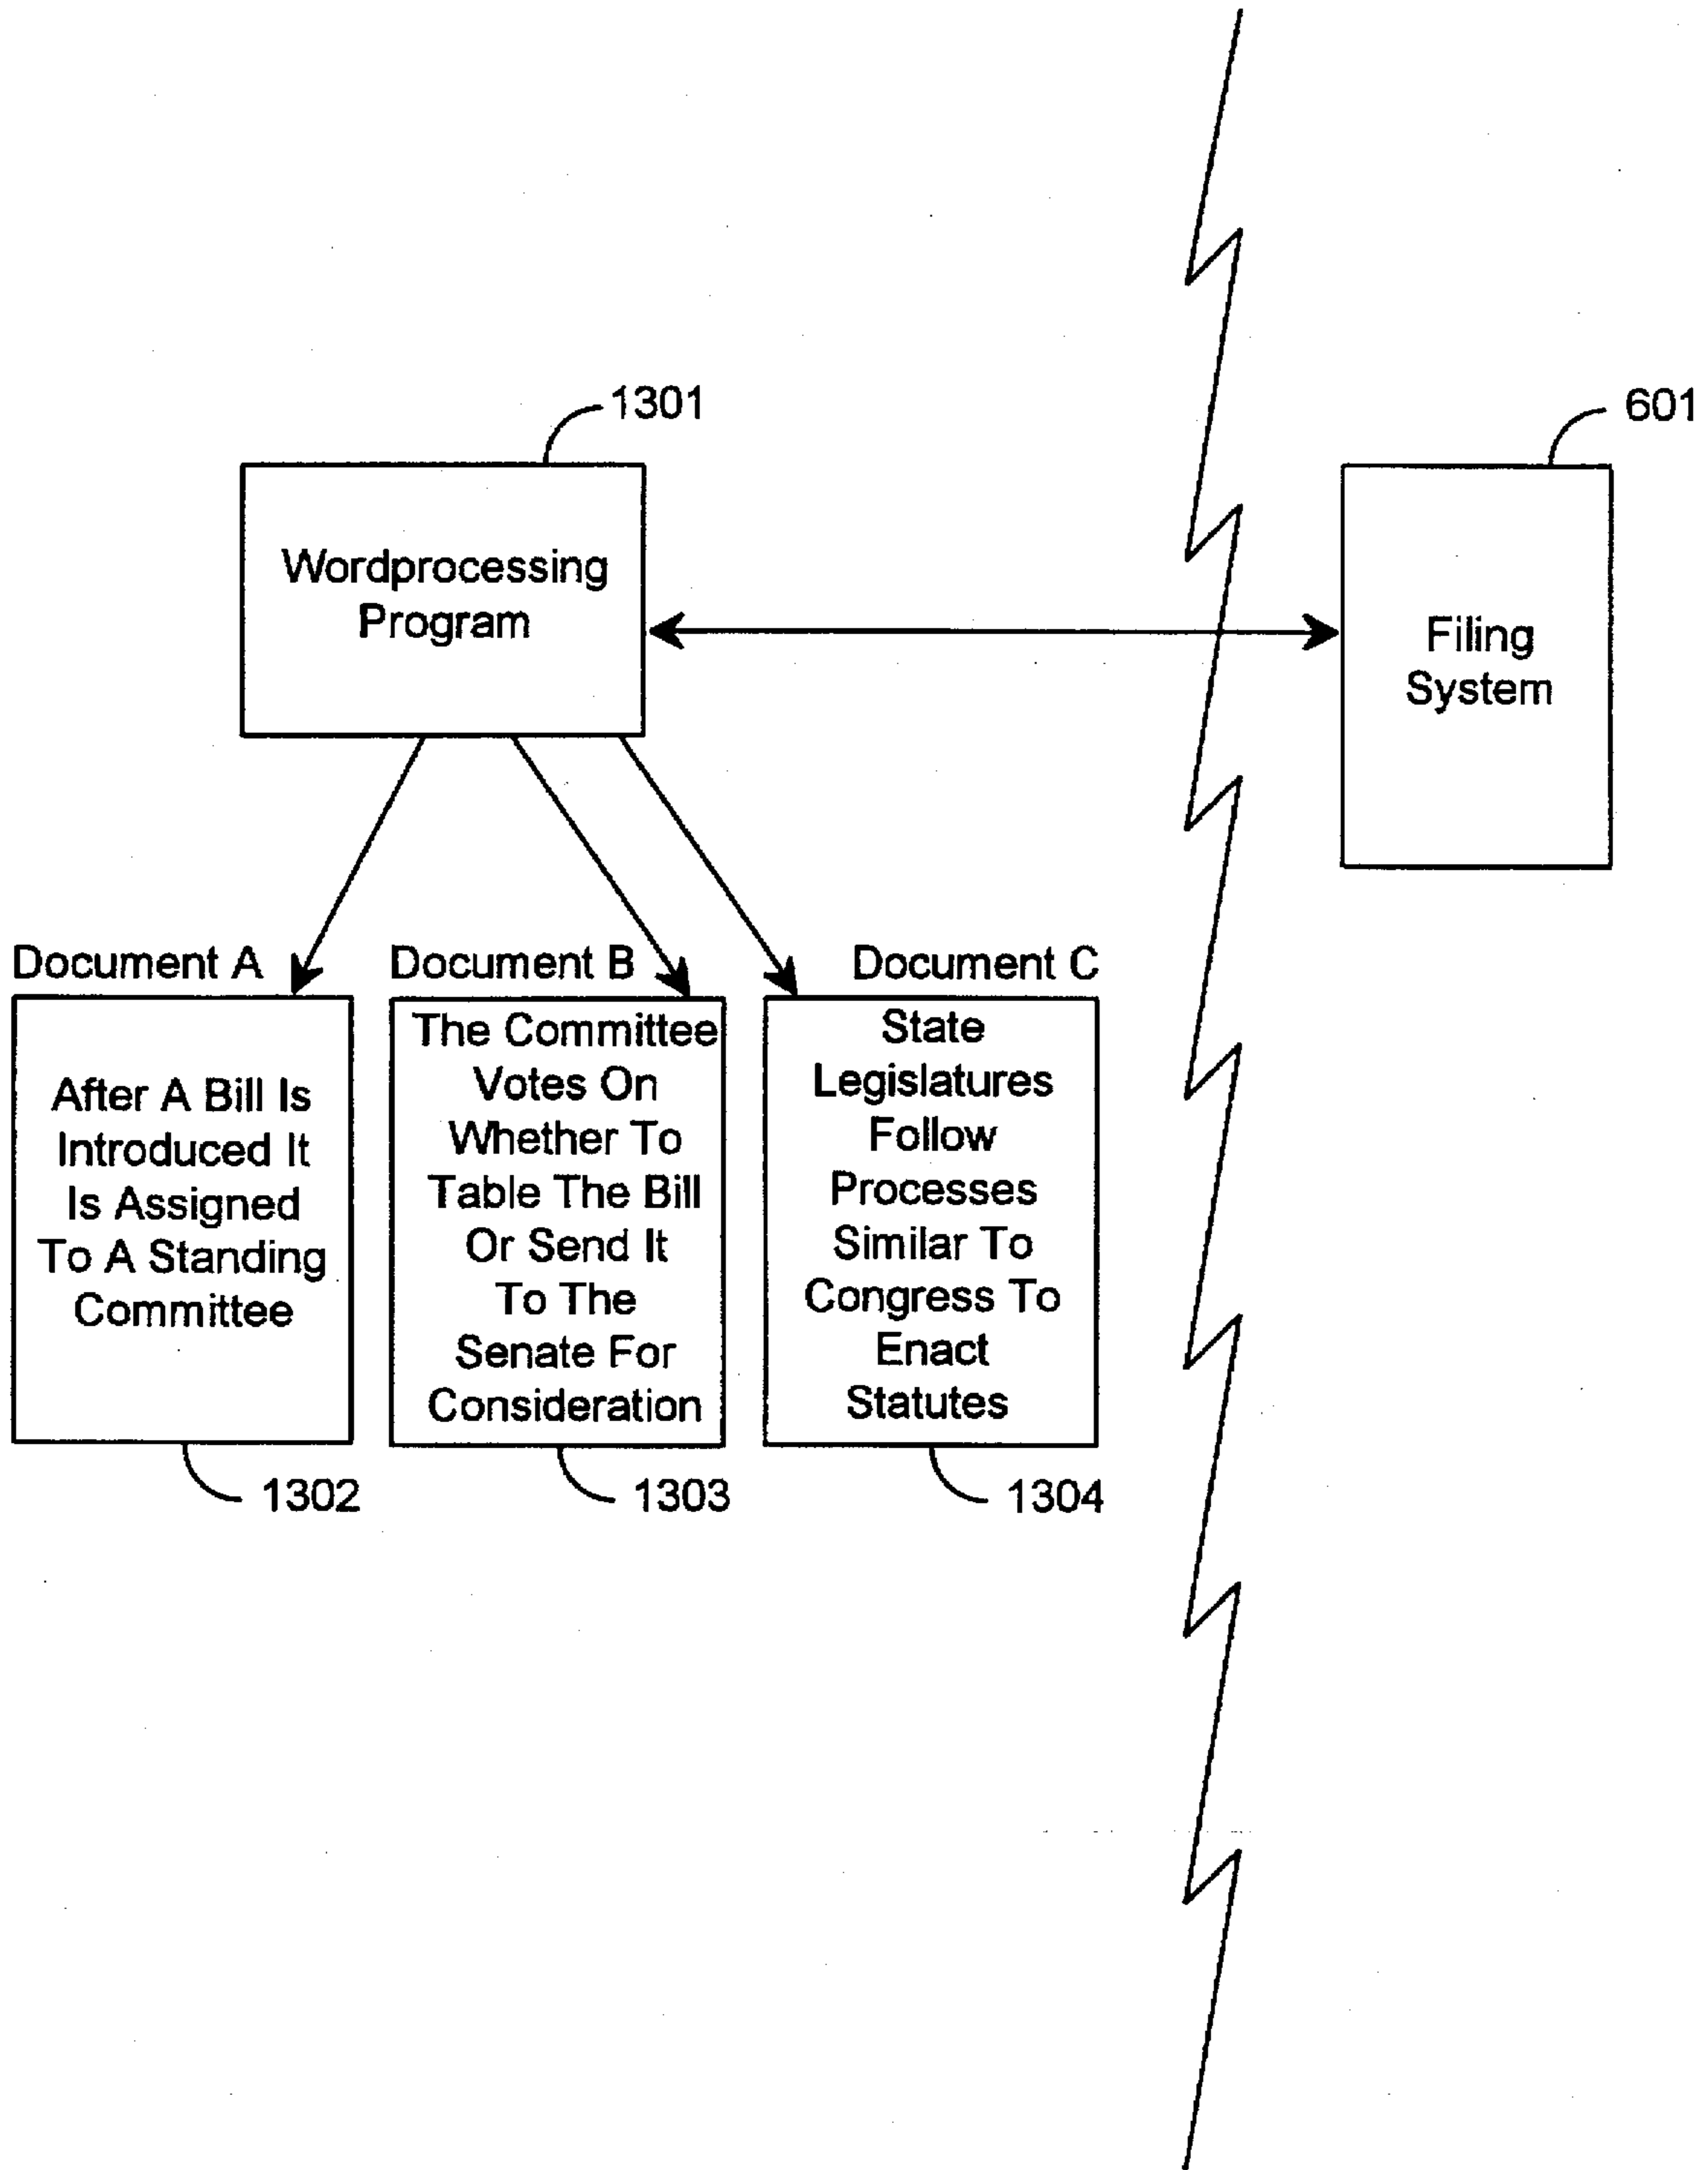 1301
601
Wordprocessing
Program
Filing
System
Document A
After A Bill Is
Introduced It
Is Assigned
To A Standing
Committee
1302
Document B
The Committee
Votes On
Whether To
Table The Bill
Or Send It
To The
Senate For
Consideration
1303
Document C
State
Legislatures
Follow
Processes
Similar To
Congress To
Enact
Statutes
1304